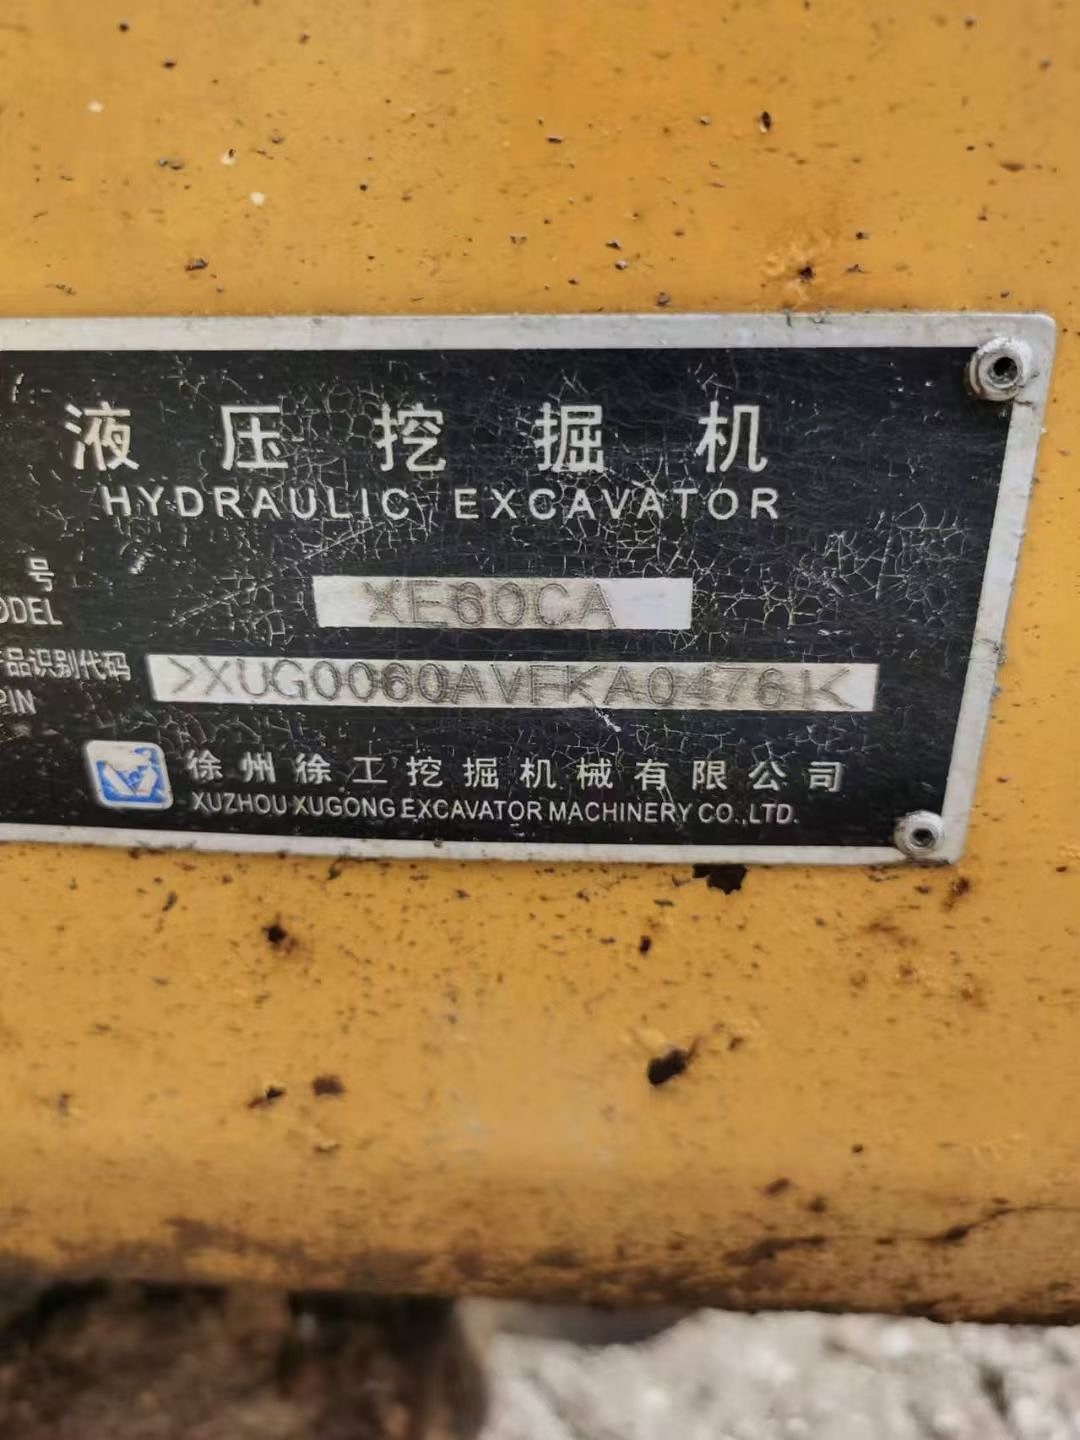 液压挖掘机
HYDRAULIC EXCAVATOR
号
ODEL XE60CA
品识别代码
PIN >XUG0060AVFKA04761<
徐州徐工挖掘机械有限公司
XUZHOU XUGONG EXCAVATOR MACHINERY CO.,LTD.